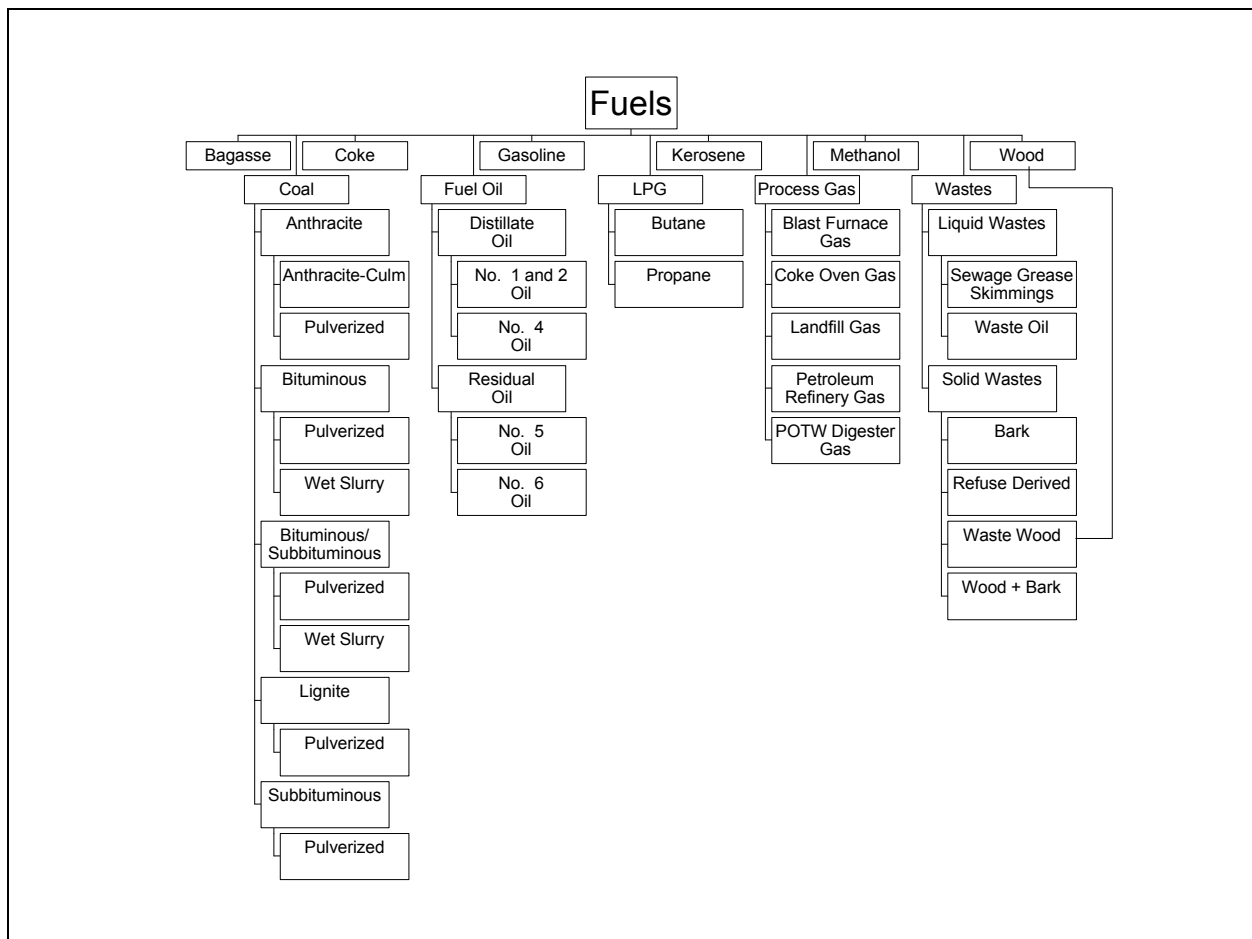 Fuels
Bagasse
Coke
Gasoline
Kerosene
Methanol
Wood
Coal
Fuel Oil
LPG
Process Gas
Wastes
Anthracite
Anthracite-Culm
Pulverized
Bituminous
Pulverized
Wet Slurry
Bituminous/
Subbituminous
Pulverized
Wet Slurry
Lignite
Pulverized
Subbituminous
Pulverized
Distillate
Oil
No. 1 and 2
Oil
No. 4
Oil
Residual
Oil
No. 5
Oil
No. 6
Oil
Butane
Propane
Blast Furnace
Gas
Coke Oven Gas
Landfill Gas
Petroleum
Refinery Gas
POTW Digester
Gas
Liquid Wastes
Sewage Grease
Skimmings
Waste Oil
Solid Wastes
Bark
Refuse Derived
Waste Wood
Wood + Bark